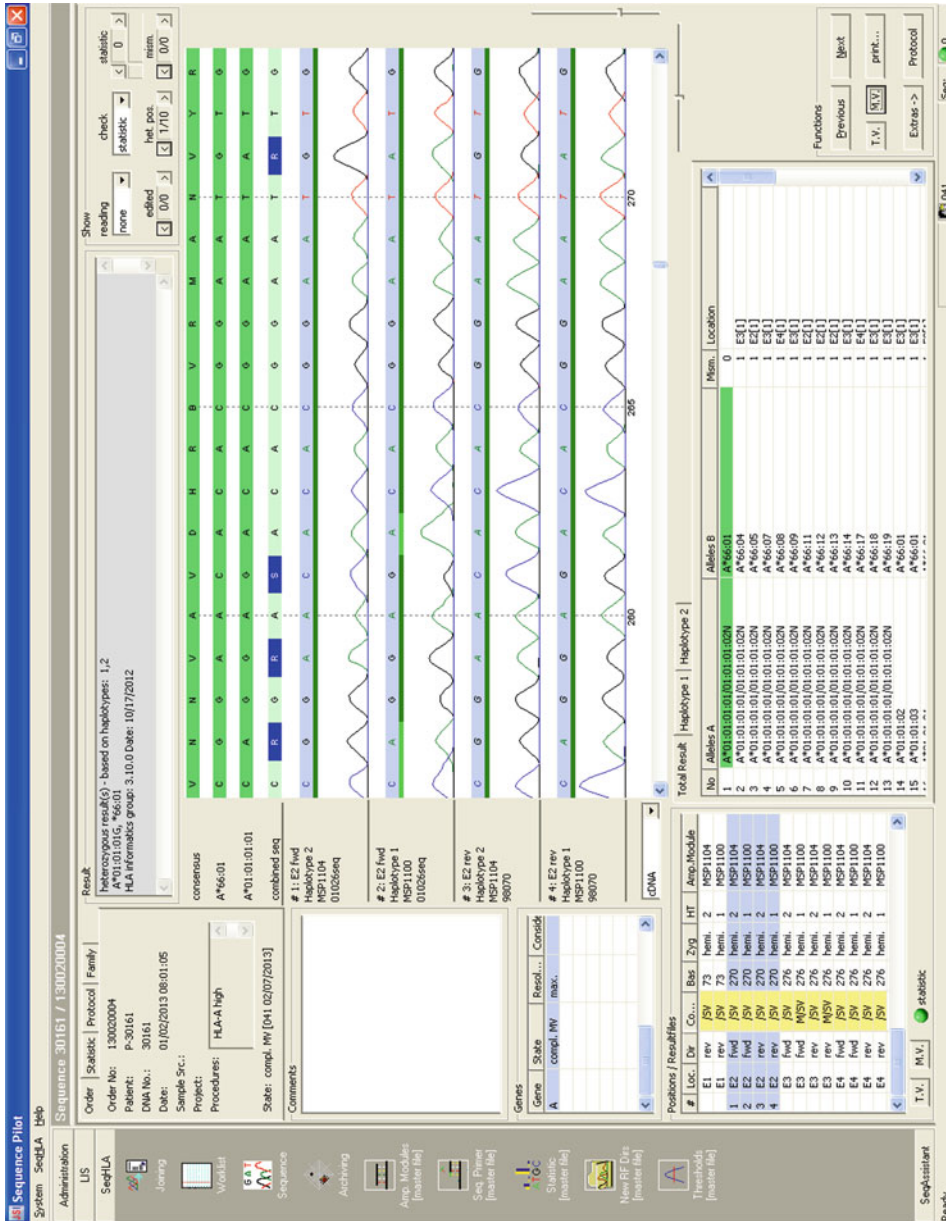 Sequence Pilot
System SeqHLA Help
Administration
LIS
SeqHLA
Joining
Worklist
Sequence
Archiving
Amp. Modules
[master file]
Seq. Primer
[master file]
Statistic
[master file]
New RF Dirs
[master file]
Thresholds
[master file]
SeqAssistant
Ready
Sequence 30161 / 130020004
Order Statistic Protocol Family
Order No: 130020004
Patient: P-30161
DNA No.: 30161
Date: 01/02/2013 08:01:05
Sample Src.:
Project:
Procedures: HLA-A high
State: compl. MV [041 02/07/2013]
Comments
Genes
Gene State Resol... Conside
A compl. MV max.
Positions / Resultfiles
# Loc. Dir Co... Bas Zyg HT Amp.Module
E1 rev /SV 73 hemi. 2 MSP1104
E1 rev /SV 73 hemi. 1 MSP1100
1 E2 fwd /SV 270 hemi. 2 MSP1104
2 E2 fwd /SV 270 hemi. 1 MSP1100
3 E2 rev /SV 270 hemi. 2 MSP1104
4 E2 rev /SV 270 hemi. 1 MSP1100
E3 fwd /SV 276 hemi. 2 MSP1104
E3 fwd M/SV 276 hemi. 1 MSP1100
E3 rev /SV 276 hemi. 2 MSP1104
E3 rev M/SV 276 hemi. 1 MSP1100
E4 fwd /SV 276 hemi. 2 MSP1104
E4 fwd /SV 276 hemi. 1 MSP1100
E4 rev /SV 276 hemi. 2 MSP1104
E4 rev /SV 276 hemi. 1 MSP1100
T.V. M.V. statistic
Result
heterozygous result(s) - based on haplotypes: 1,2
A*01:01:01G, *66:01
HLA informatics group: 3.10.0 Date: 10/17/2012
Show
reading check statistic
none statistic 0
edited het. pos. mism.
0/0 1/10 0/0
consensus V N N V A V D H R B V R M A N V Y R
A*66:01 C G G A A C A C A C G G A A T G T G
A*01:01:01:01 C A G G A G A C A C G G A A T A T G
combined seq C R G R A S A C A C G G A A T R T G
# 1: E2 fwd
Haplotype 2
MSP1104
01026seq
# 2: E2 fwd
Haplotype 1
MSP1100
01026seq
# 3: E2 rev
Haplotype 2
MSP1104
98070
# 4: E2 rev
Haplotype 1
MSP1100
98070
260 265 270
cDNA
Total Result Haplotype 1 Haplotype 2
No Alleles A Alleles B Mism. Location
1 A*01:01:01:01/01:01:01:02N A*66:01 0
2 A*01:01:01:01/01:01:01:02N A*66:04 1 E3[1]
3 A*01:01:01:01/01:01:01:02N A*66:05 1 E2[1]
4 A*01:01:01:01/01:01:01:02N A*66:07 1 E3[1]
5 A*01:01:01:01/01:01:01:02N A*66:08 1 E4[1]
6 A*01:01:01:01/01:01:01:02N A*66:09 1 E3[1]
7 A*01:01:01:01/01:01:01:02N A*66:11 1 E2[1]
8 A*01:01:01:01/01:01:01:02N A*66:12 1 E2[1]
9 A*01:01:01:01/01:01:01:02N A*66:13 1 E2[1]
10 A*01:01:01:01/01:01:01:02N A*66:14 1 E3[1]
11 A*01:01:01:01/01:01:01:02N A*66:17 1 E4[1]
12 A*01:01:01:01/01:01:01:02N A*66:18 1 E3[1]
13 A*01:01:01:01/01:01:01:02N A*66:19 1 E3[1]
14 A*01:01:01:02 A*66:01 1 E3[1]
15 A*01:01:01:03 A*66:01 1 E3[1]
Functions
Previous Next
T.V. M.V. print...
Extras -> Protocol
041
Seq: 0